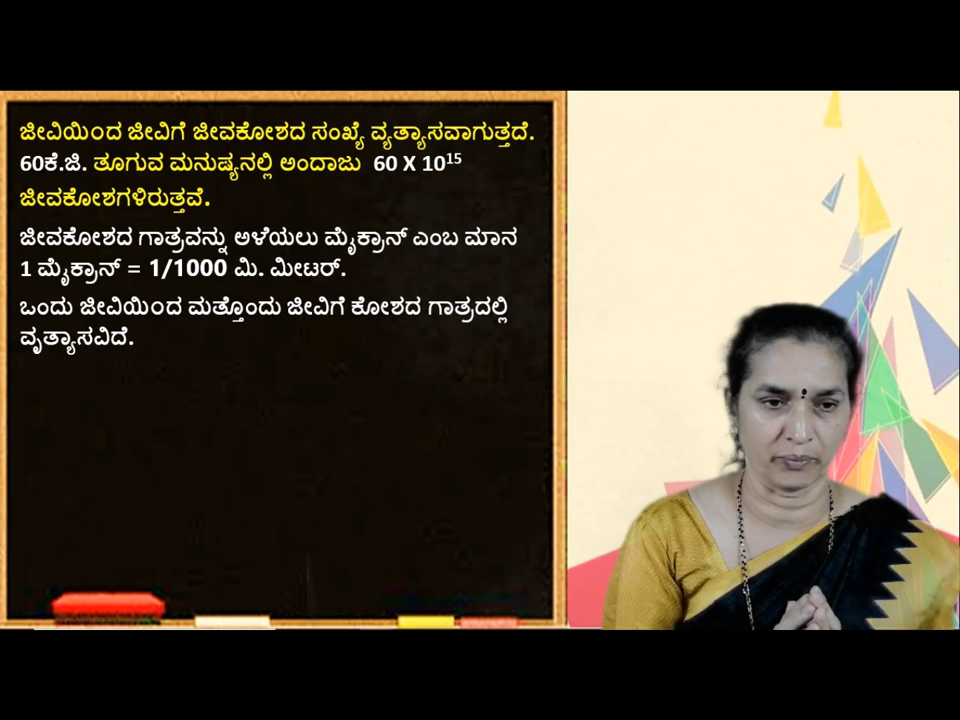 ಜೀವಿಯಿಂದ ಜೀವಿಗೆ ಜೀವಕೋಶದ ಸಂಖ್ಯೆ ವ್ಯತ್ಯಾಸವಾಗುತ್ತದೆ.
60ಕೆ.ಜಿ. ತೂಗುವ ಮನುಷ್ಯನಲ್ಲಿ ಅಂದಾಜು 60 X 10¹⁵
ಜೀವಕೋಶಗಳಿರುತ್ತವೆ.
ಜೀವಕೋಶದ ಗಾತ್ರವನ್ನು ಅಳೆಯಲು ಮೈಕ್ರಾನ್ ಎಂಬ ಮಾನ
1 ಮೈಕ್ರಾನ್ = 1/1000 ಮಿ. ಮೀಟರ್.
ಒಂದು ಜೀವಿಯಿಂದ ಮತ್ತೊಂದು ಜೀವಿಗೆ ಕೋಶದ ಗಾತ್ರದಲ್ಲಿ
ವೃತ್ಯಾಸವಿದೆ.